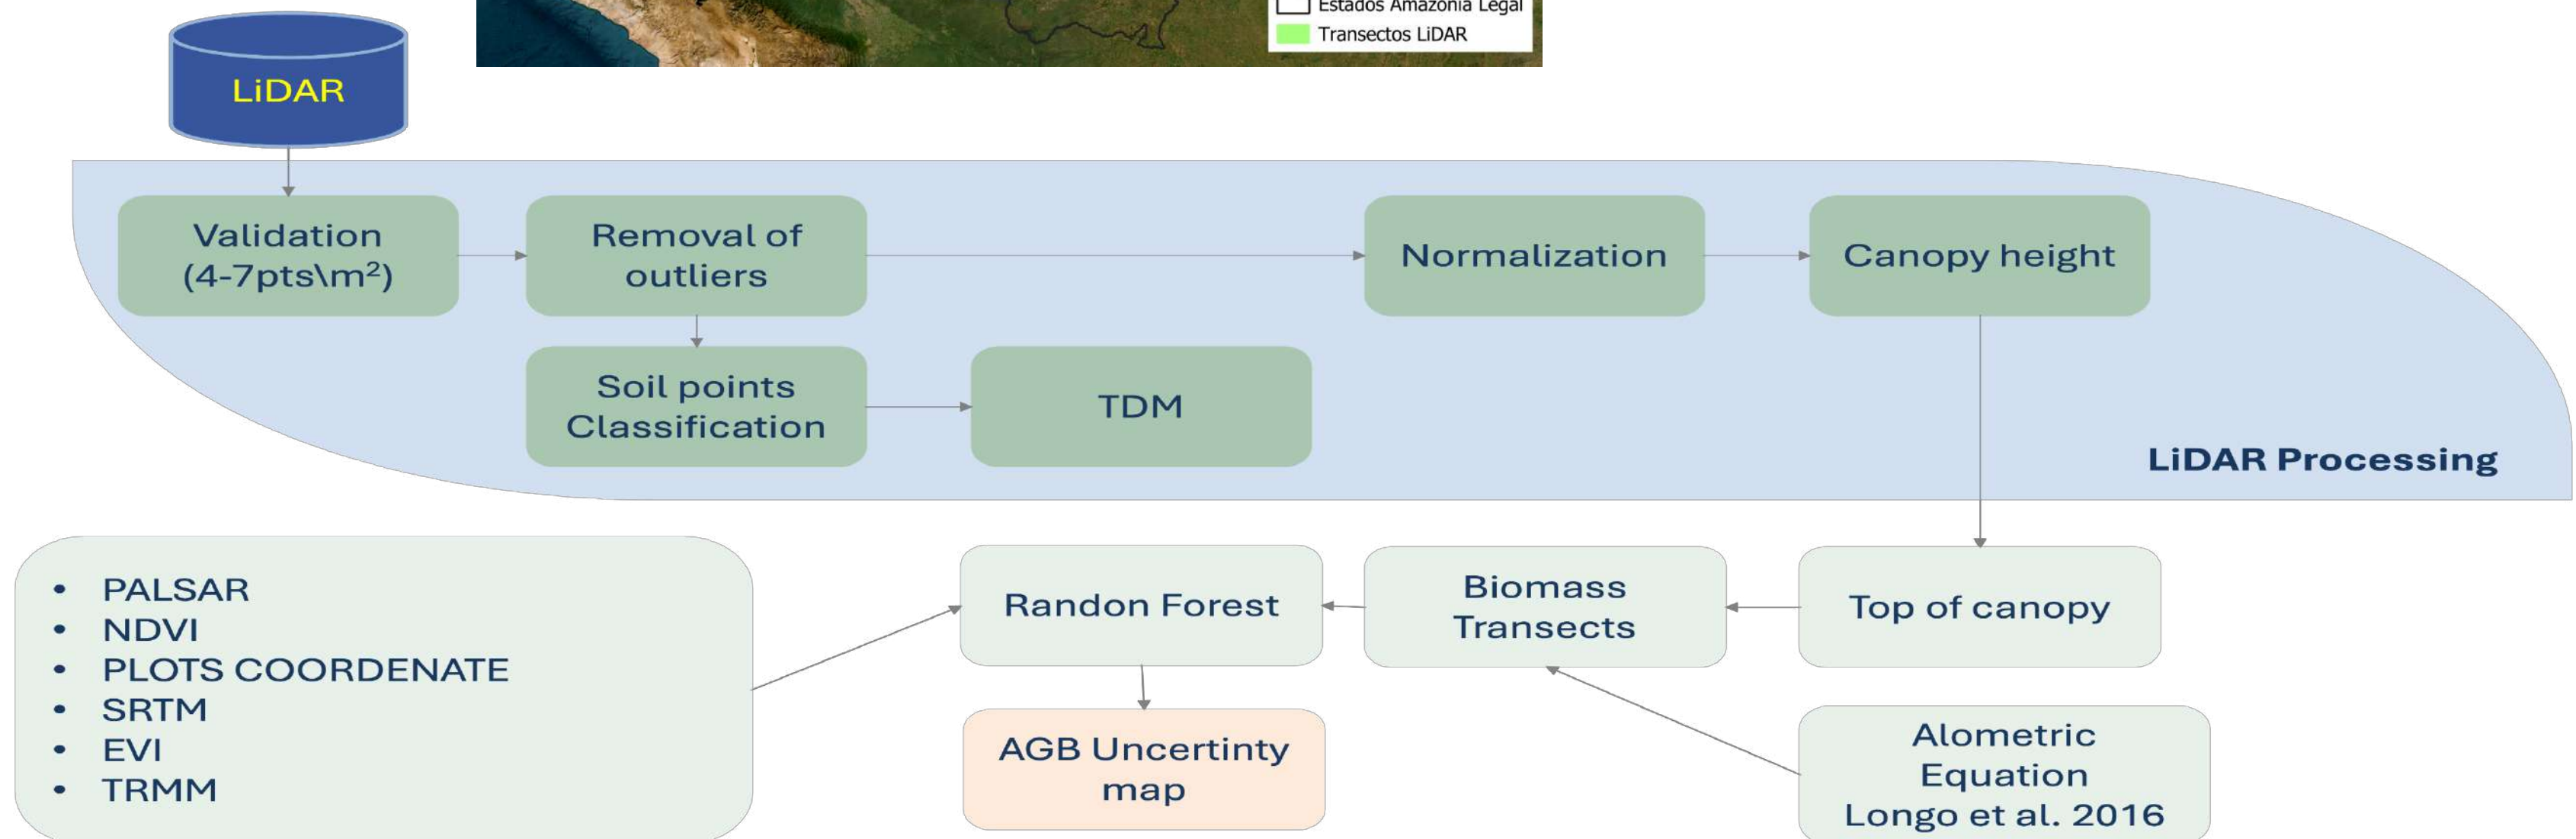 Estados Amazônia Legal
Transectos LiDAR
LiDAR
Validation
(4-7pts\m²)
Removal of
outliers
Normalization
Canopy height
Soil points
Classification
TDM
LiDAR Processing
• PALSAR
• NDVI
• PLOTS COORDENATE
• SRTM
• EVI
• TRMM
Randon Forest
Biomass
Transects
Top of canopy
AGB Uncertinty
map
Alometric
Equation
Longo et al. 2016